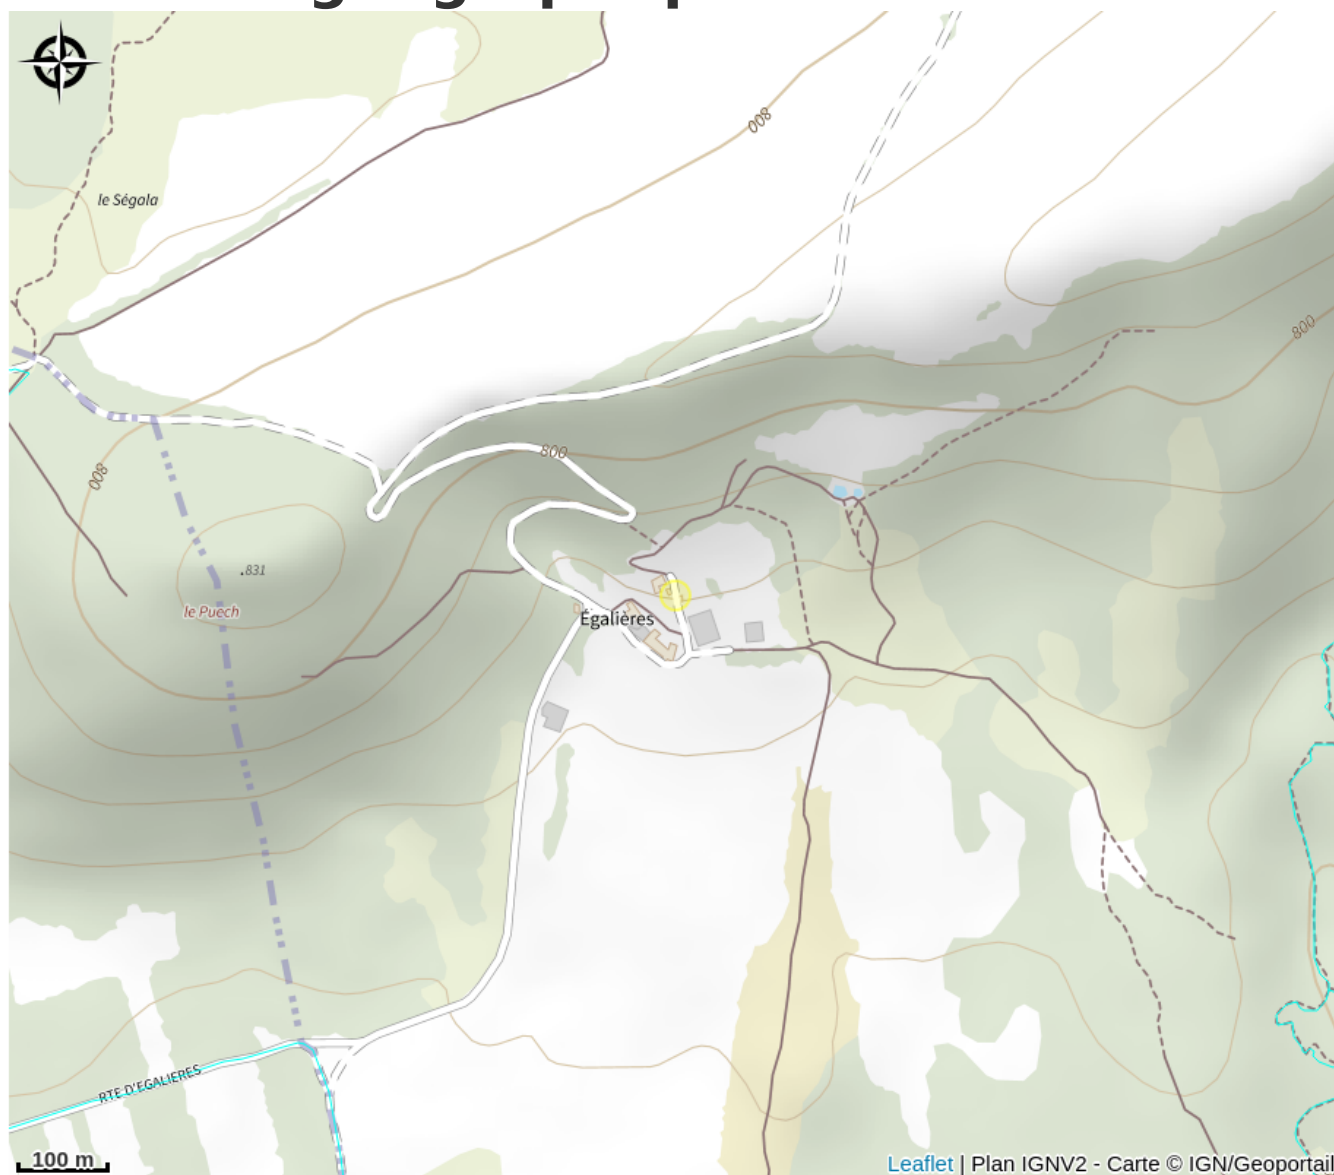 800
le Ségala
800
800
800
.831
le Puech
Égalières
RTE D'EGALIERES
100 m
Leaflet | Plan IGNV2 - Carte © IGN/Geoportail